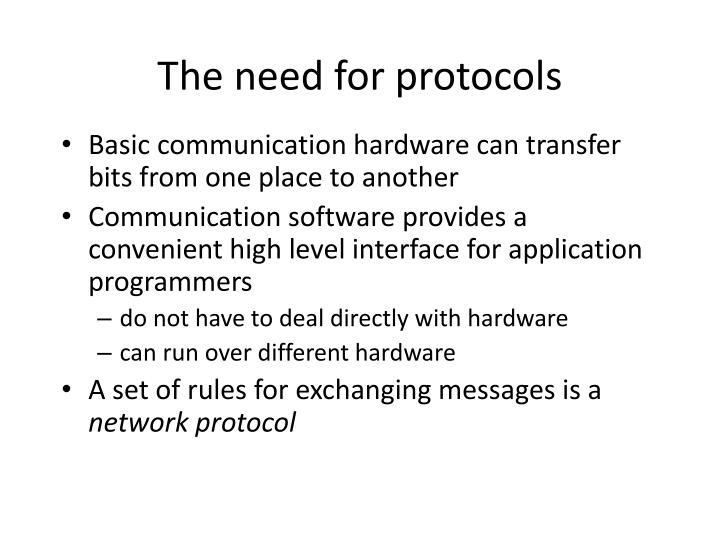 The need for protocols
• Basic communication hardware can transfer
bits from one place to another
• Communication software provides a
convenient high level interface for application
programmers
– do not have to deal directly with hardware
– can run over different hardware
• A set of rules for exchanging messages is a
network protocol